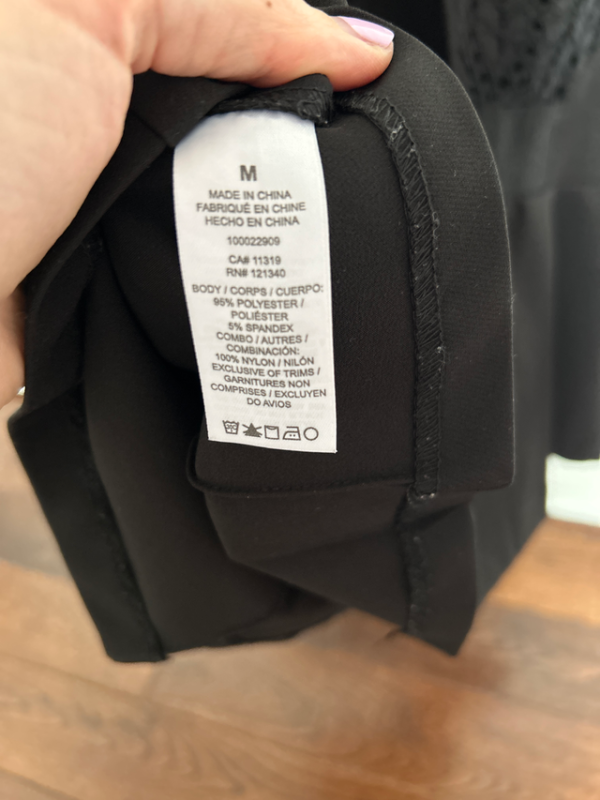 M
MADE IN CHINA
FABRIQUÉ EN CHINE
HECHO EN CHINA
100022909
CA# 11319
RN# 121340
BODY / CORPS / CUERPO:
95% POLYESTER /
POLIÉSTER
5% SPANDEX
COMBO / AUTRES /
COMBINACIÓN:
100% NYLON / NILÓN
EXCLUSIVE OF TRIMS /
GARNITURES NON
COMPRISES / EXCLUYEN
DO AVIOS